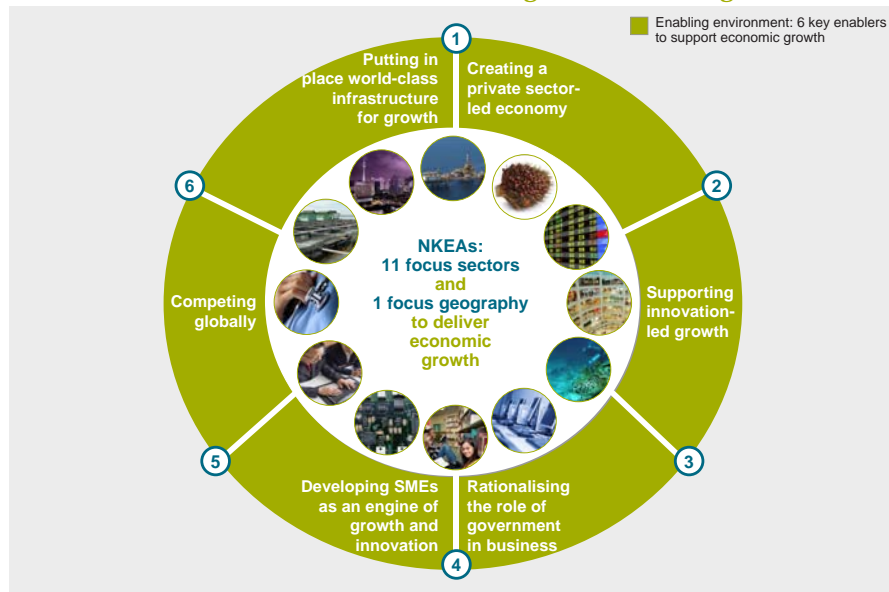 Enabling environment: 6 key enablers
to support economic growth
1
Creating a
private sector-
led economy
2
Supporting
innovation-
led growth
3
Rationalising
the role of
government
in business
4
Developing SMEs
as an engine of
growth and
innovation
5
Competing
globally
6
Putting in
place world-class
infrastructure
for growth
NKEAs:
11 focus sectors
and
1 focus geography
to deliver
economic
growth